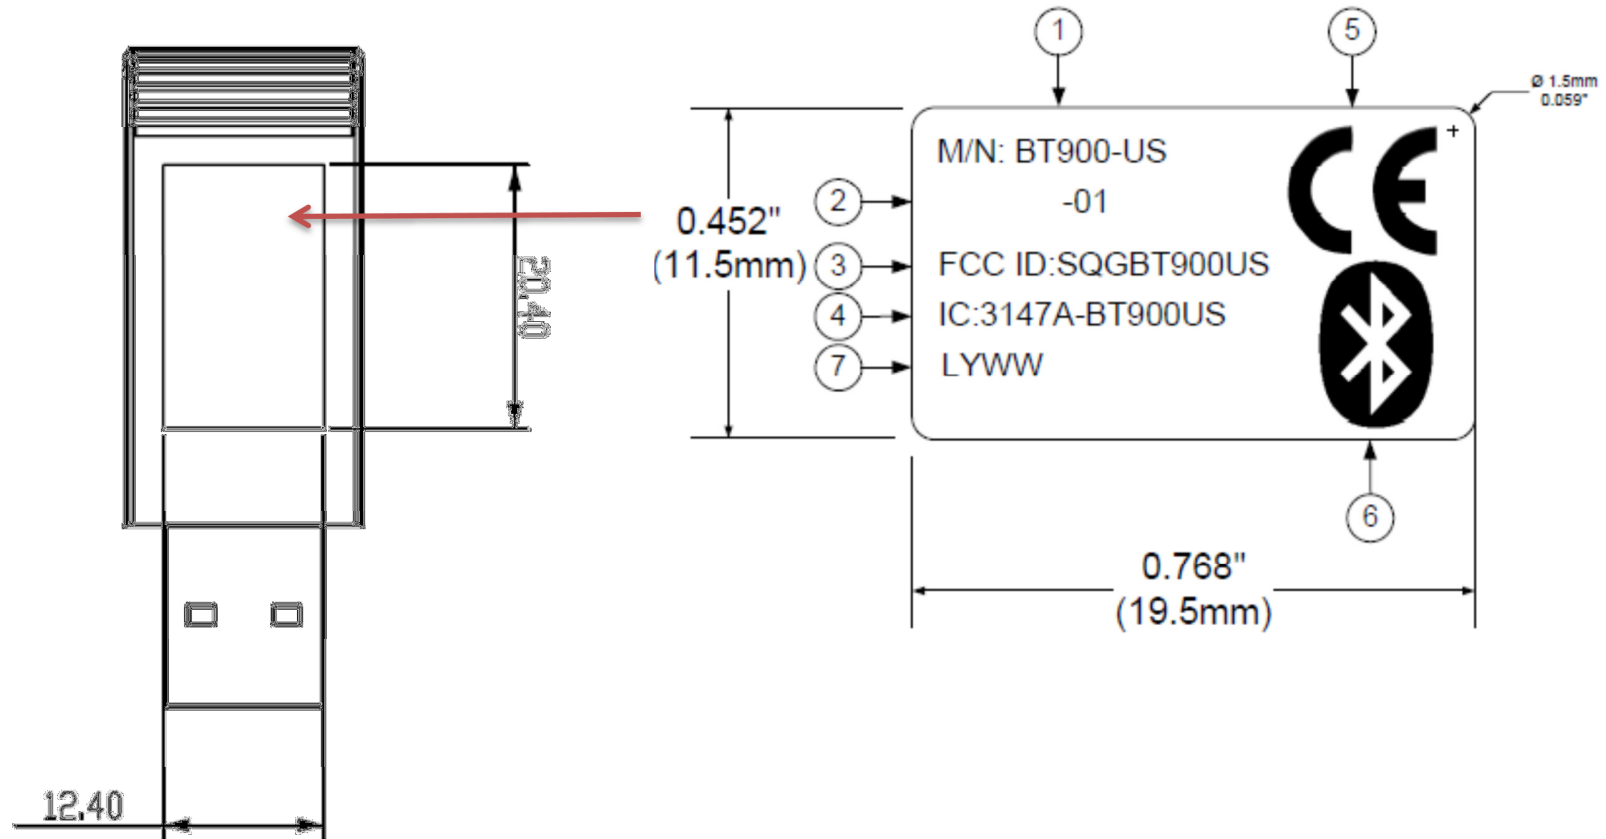 1
5
Ø 1.5mm
0.059"
M/N: BT900-US
2
-01
0.452"
(11.5mm)
3
FCC ID:SQGBT900US
4
IC:3147A-BT900US
7
LYWW
20.40
6
0.768"
(19.5mm)
12.40